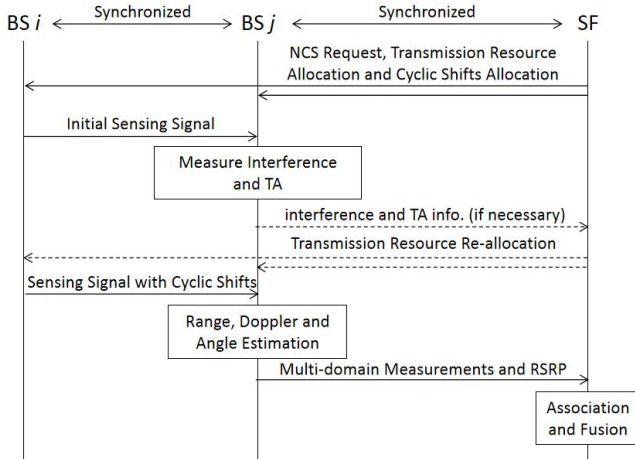 Synchronized
Synchronized
BS i
BS j
SF
NCS Request, Transmission Resource
Allocation and Cyclic Shifts Allocation
Initial Sensing Signal
Measure Interference
and TA
interference and TA info. (if necessary)
Transmission Resource Re-allocation
Sensing Signal with Cyclic Shifts
Range, Doppler and
Angle Estimation
Multi-domain Measurements and RSRP
Association
and Fusion